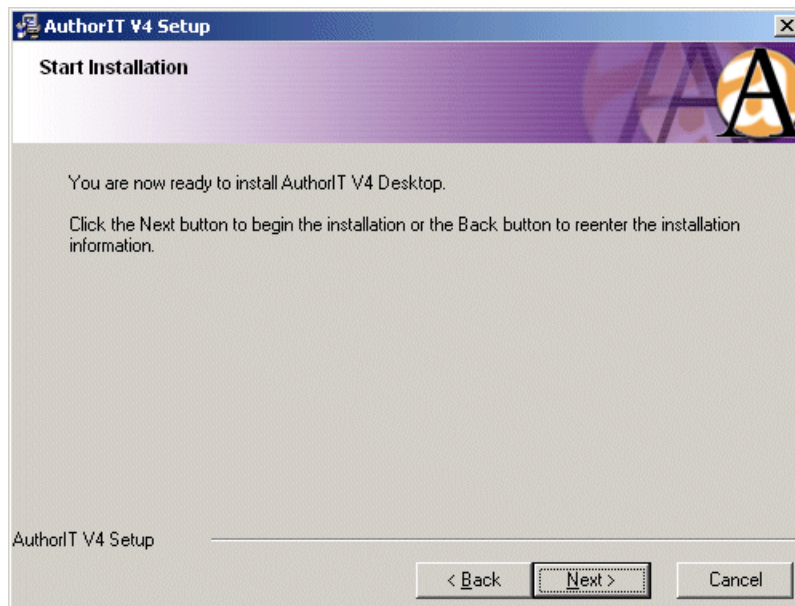 AuthorIT V4 Setup
Start Installation
You are now ready to install AuthorIT V4 Desktop.
Click the Next button to begin the installation or the Back button to reenter the installation
information.
AuthorIT V4 Setup
< Back Next > Cancel